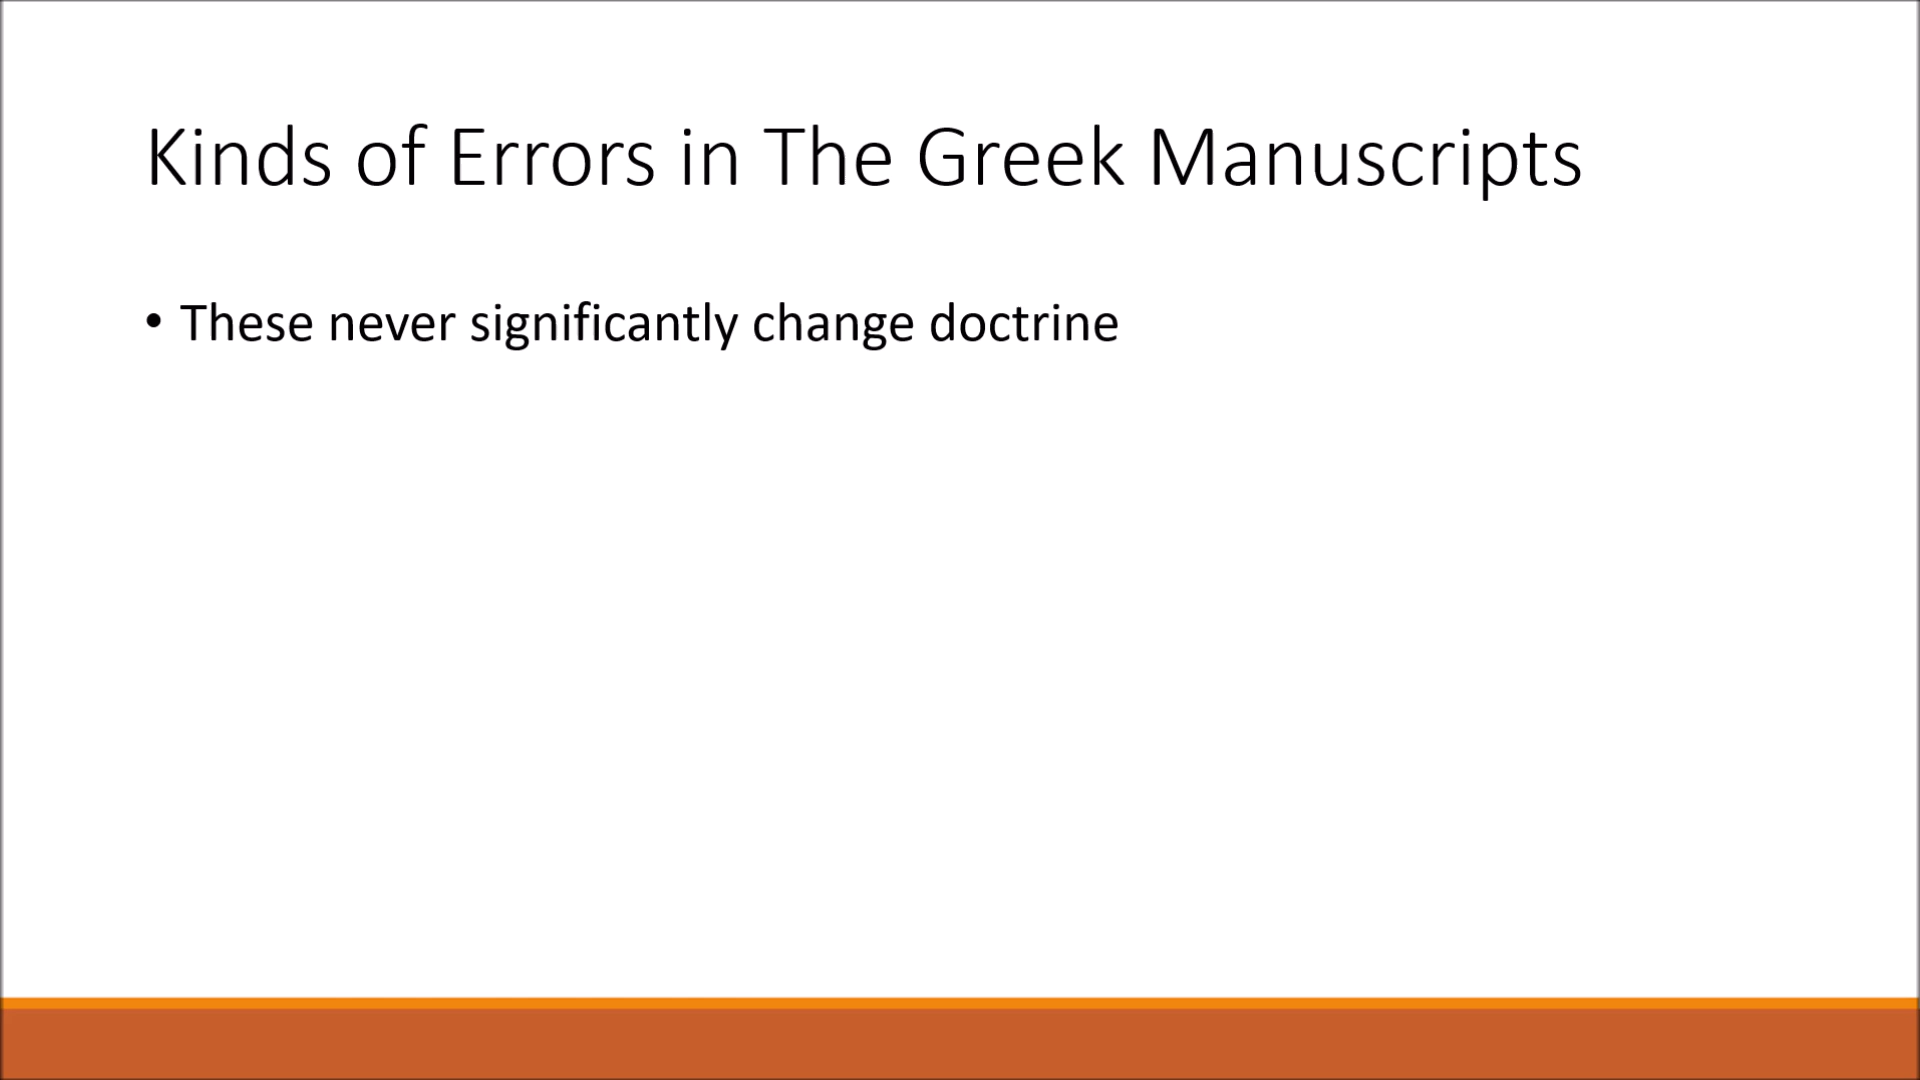 Kinds of Errors in The Greek Manuscripts
• These never significantly change doctrine